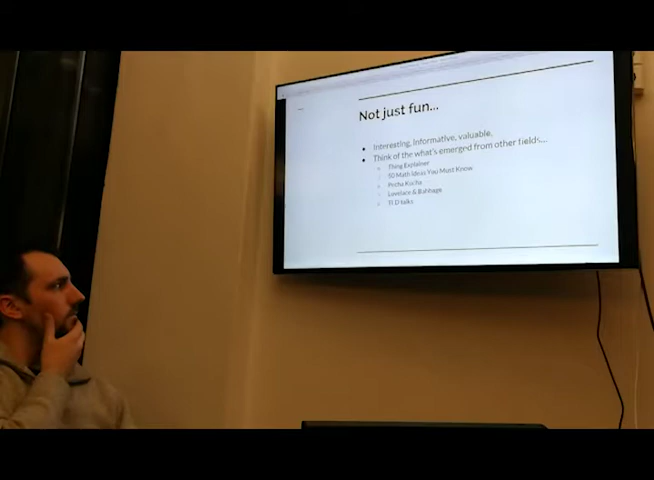 Not just fun...
Interesting, informative, valuable.
Think of the what's emerged from other fields...
Thing Explainer
50 Math Ideas You Must Know
Pecha Kucha
Lovelace & Babbage
TED talks